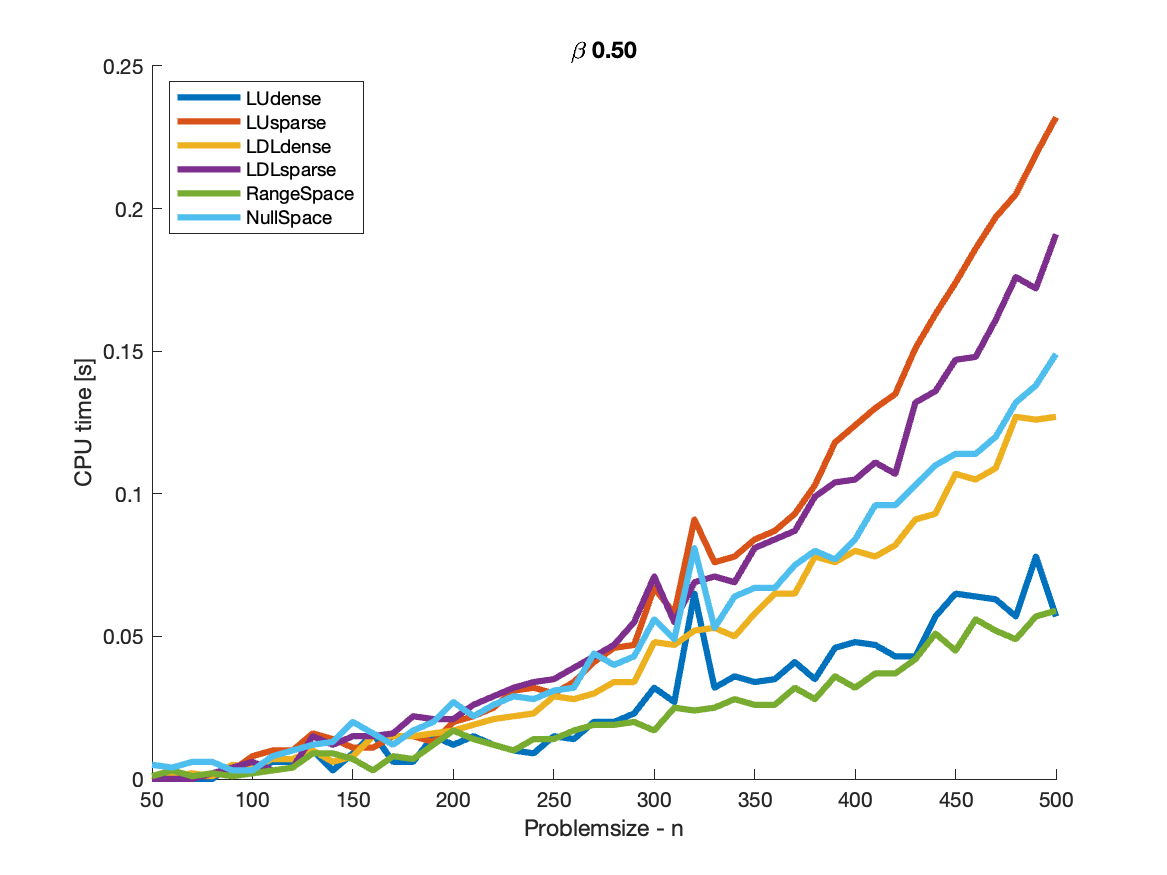 β 0.50
0.25
0.2
0.15
0.1
0.05
0
CPU time [s]
LUdense
LUsparse
LDLdense
LDLsparse
RangeSpace
NullSpace
50 100 150 200 250 300 350 400 450 500
Problemsize - n